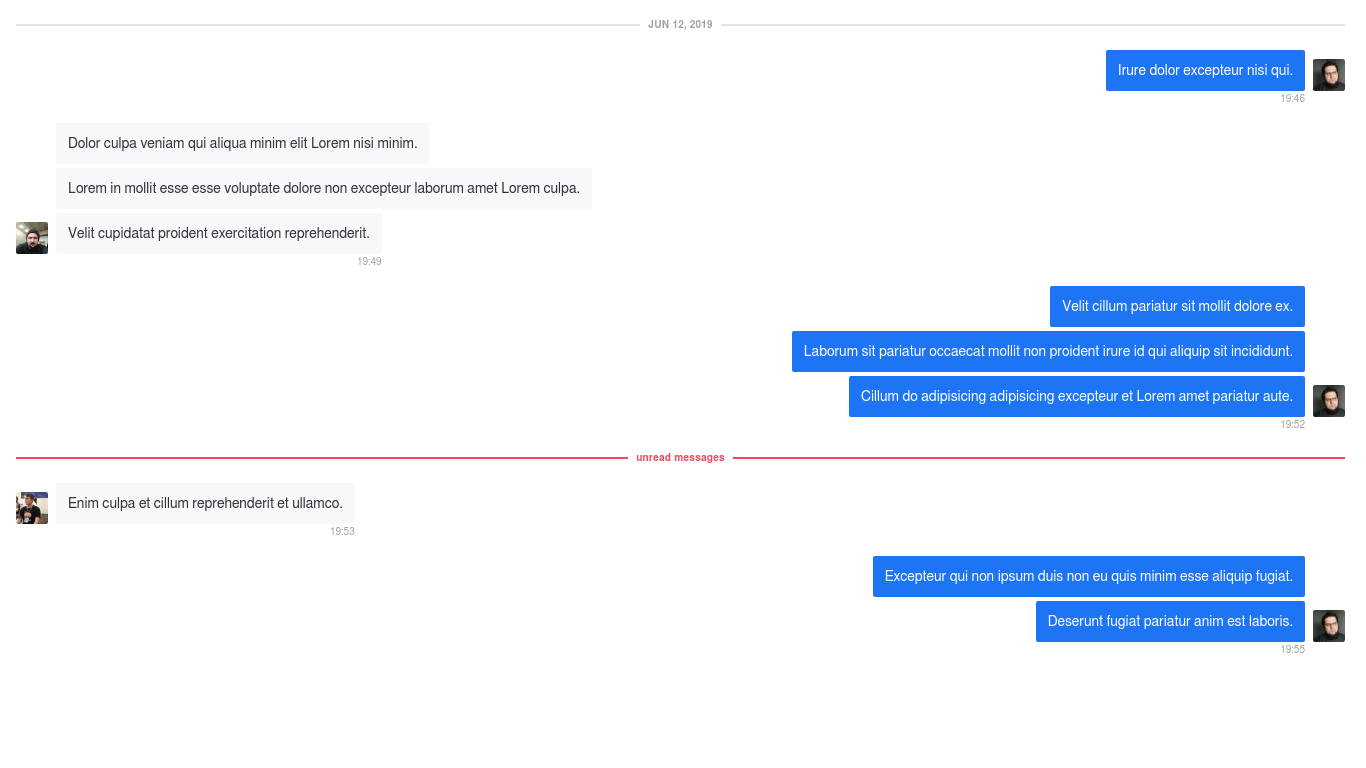 JUN 12, 2019
Irure dolor excepteur nisi qui.
19:46
Dolor culpa veniam qui aliqua minim elit Lorem nisi minim.
Lorem in mollit esse esse voluptate dolore non excepteur laborum amet Lorem culpa.
Velit cupidatat proident exercitation reprehenderit.
19:49
Velit cillum pariatur sit mollit dolore ex.
Laborum sit pariatur occaecat mollit non proident irure id qui aliquip sit incididunt.
Cillum do adipisicing adipisicing excepteur et Lorem amet pariatur aute.
19:52
unread messages
Enim culpa et cillum reprehenderit et ullamco.
19:53
Excepteur qui non ipsum duis non eu quis minim esse aliquip fugiat.
Deserunt fugiat pariatur anim est laboris.
19:55